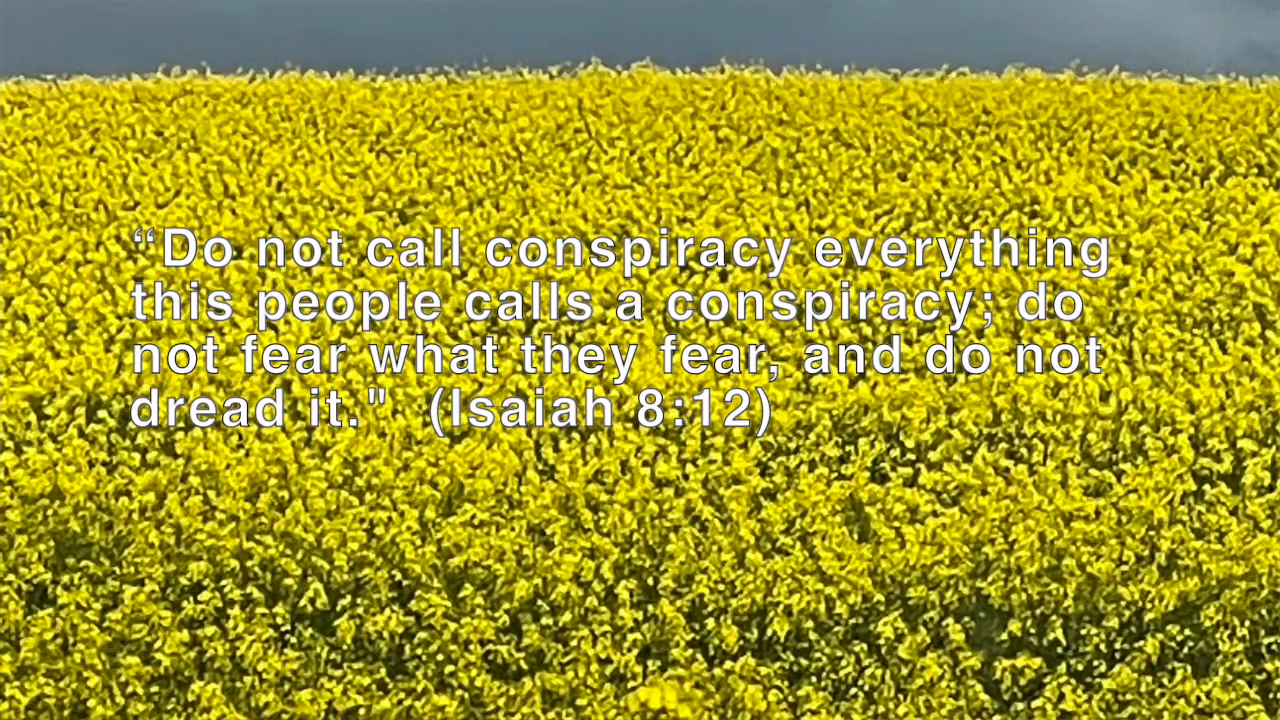 “Do not call conspiracy everything
this people calls a conspiracy; do
not fear what they fear, and do not
dread it."  (Isaiah 8:12)